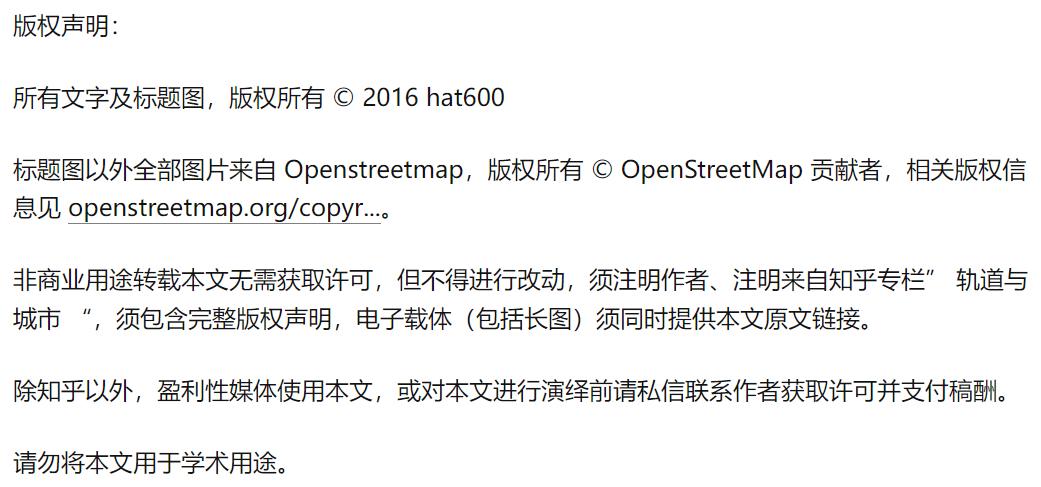 版权声明：
所有文字及标题图，版权所有 © 2016 hat600
标题图以外全部图片来自 Openstreetmap，版权所有 © OpenStreetMap 贡献者，相关版权信
息见 openstreetmap.org/copyr...。
非商业用途转载本文无需获取许可，但不得进行改动，须注明作者、注明来自知乎专栏” 轨道与
城市 “，须包含完整版权声明，电子载体（包括长图）须同时提供本文原文链接。
除知乎以外，盈利性媒体使用本文，或对本文进行演绎前请私信联系作者获取许可并支付稿酬。
请勿将本文用于学术用途。